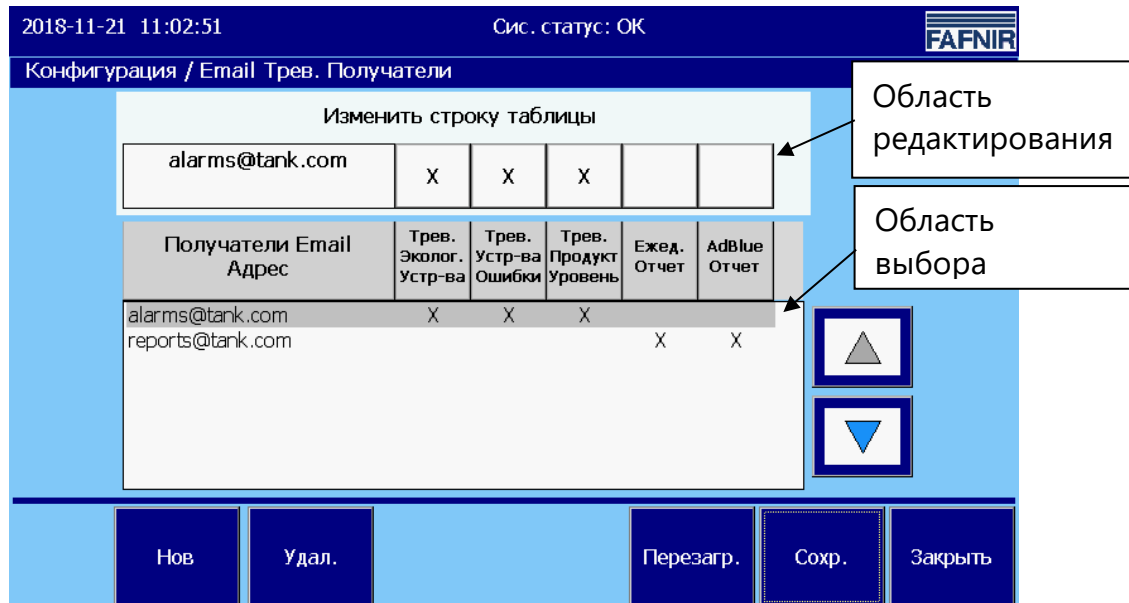 2018-11-21 11:02:51 Сис. статус: OK FAFNIR
Конфигурация / Email Трев. Получатели
Область
редактирования
Изменить строку таблицы
alarms@tank.com X X X
Область
выбора
Получатели Email Адрес
Трев. Эколог. Устр-ва
Трев. Устр-ва Ошибки
Трев. Продукт Уровень
Ежед. Отчет
AdBlue Отчет
alarms@tank.com X X X
reports@tank.com X X
Нов Удал. Перезагр. Сохр. Закрыть